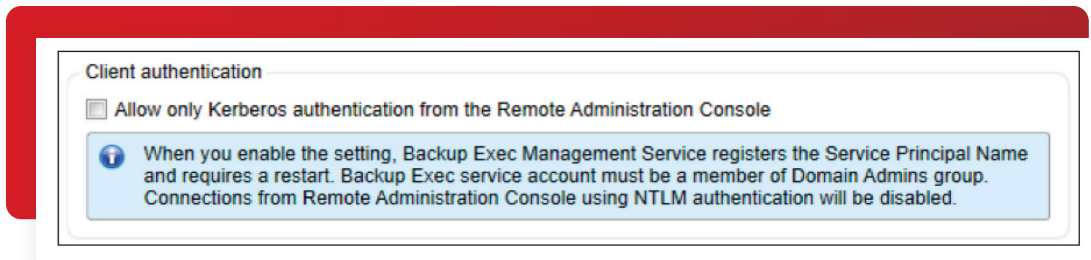 Client authentication
Allow only Kerberos authentication from the Remote Administration Console
When you enable the setting, Backup Exec Management Service registers the Service Principal Name
and requires a restart. Backup Exec service account must be a member of Domain Admins group.
Connections from Remote Administration Console using NTLM authentication will be disabled.